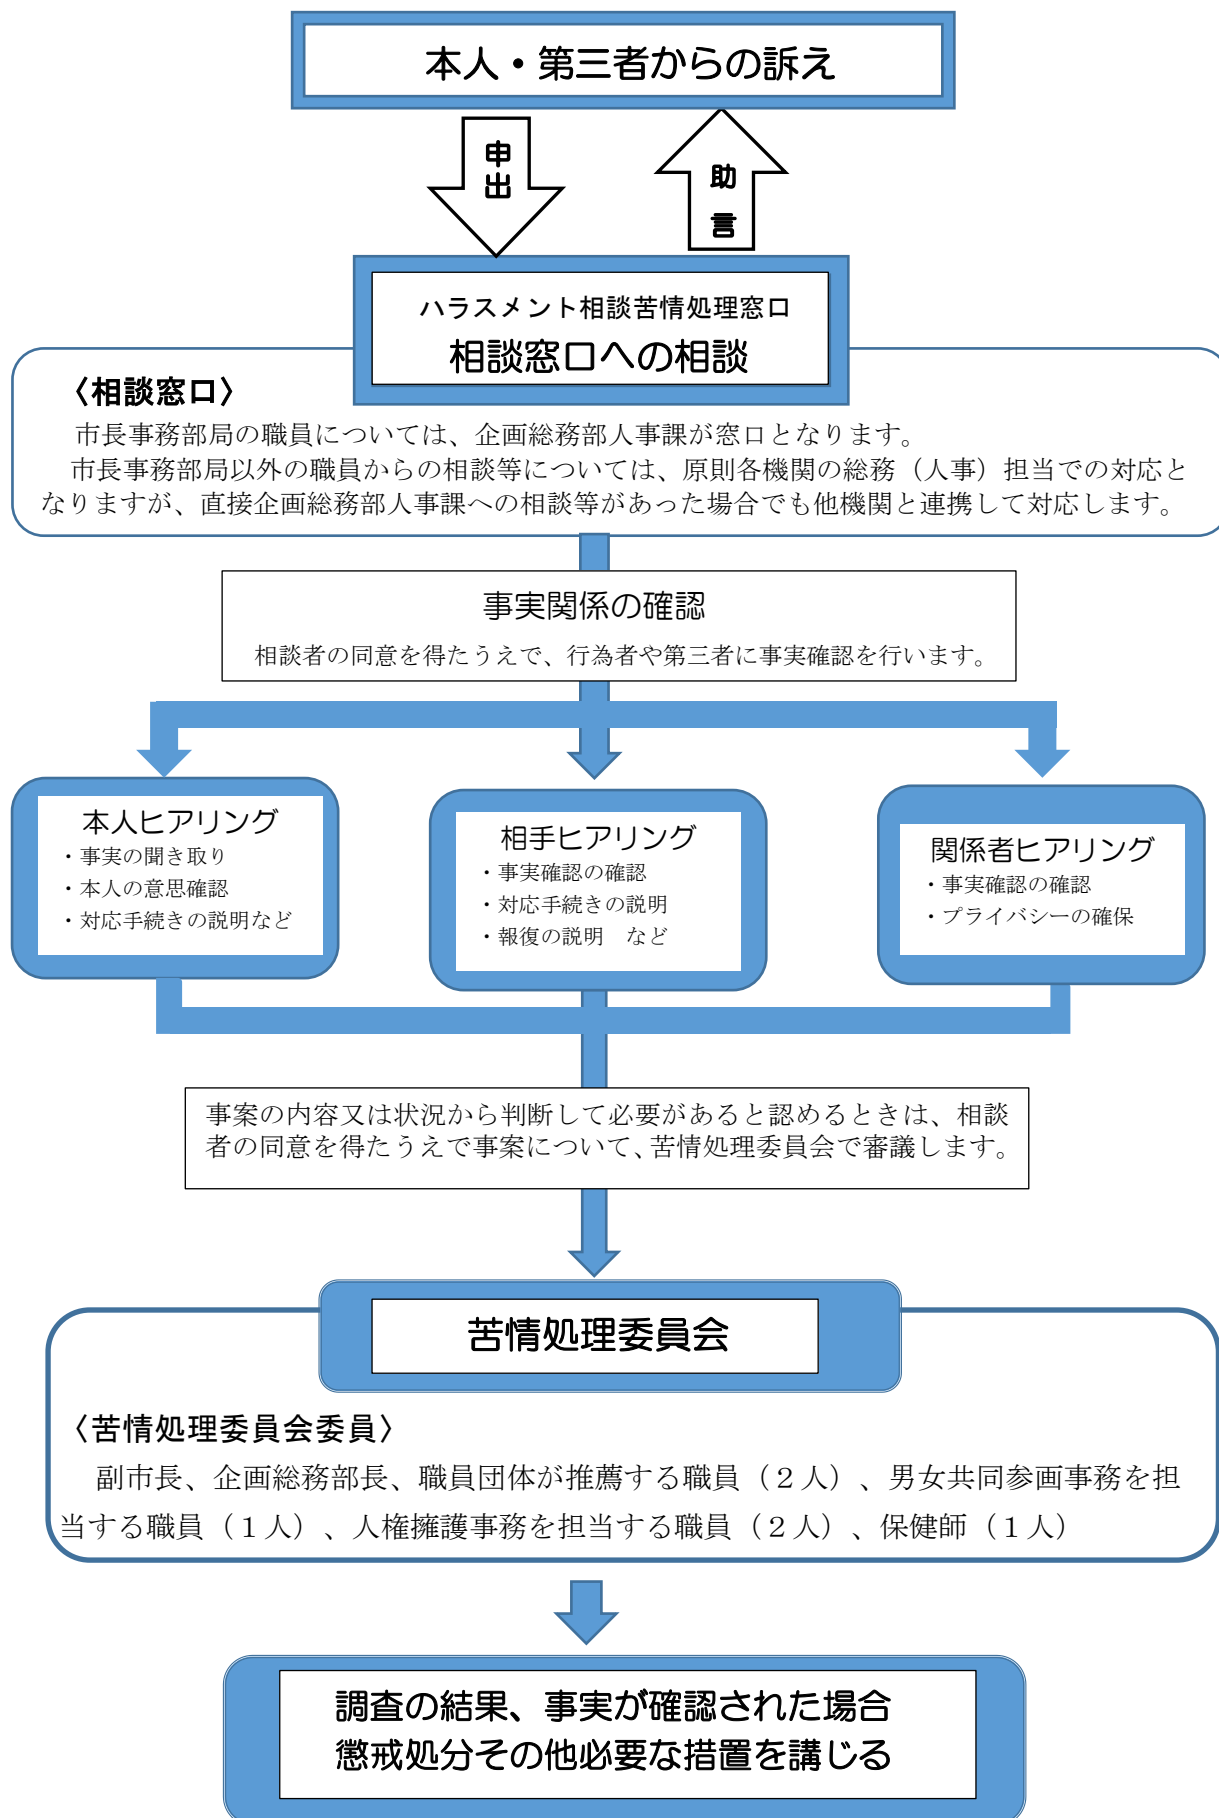 本人・第三者からの訴え
申出
助言
ハラスメント相談苦情処理窓口
相談窓口への相談
〈相談窓口〉
市長事務部局の職員については、企画総務部人事課が窓口となります。
市長事務部局以外の職員からの相談等については、原則各機関の総務（人事）担当での対応と
なりますが、直接企画総務部人事課への相談等があった場合でも他機関と連携して対応します。
事実関係の確認
相談者の同意を得たうえで、行為者や第三者に事実確認を行います。
本人ヒアリング
・事実の聞き取り
・本人の意思確認
・対応手続きの説明など
相手ヒアリング
・事実確認の確認
・対応手続きの説明
・報復の説明　など
関係者ヒアリング
・事実確認の確認
・プライバシーの確保
事案の内容又は状況から判断して必要があると認めるときは、相談
者の同意を得たうえで事案について、苦情処理委員会で審議します。
苦情処理委員会
〈苦情処理委員会委員〉
副市長、企画総務部長、職員団体が推薦する職員（２人）、男女共同参画事務を担
当する職員（１人）、人権擁護事務を担当する職員（２人）、保健師（１人）
調査の結果、事実が確認された場合
懲戒処分その他必要な措置を講じる